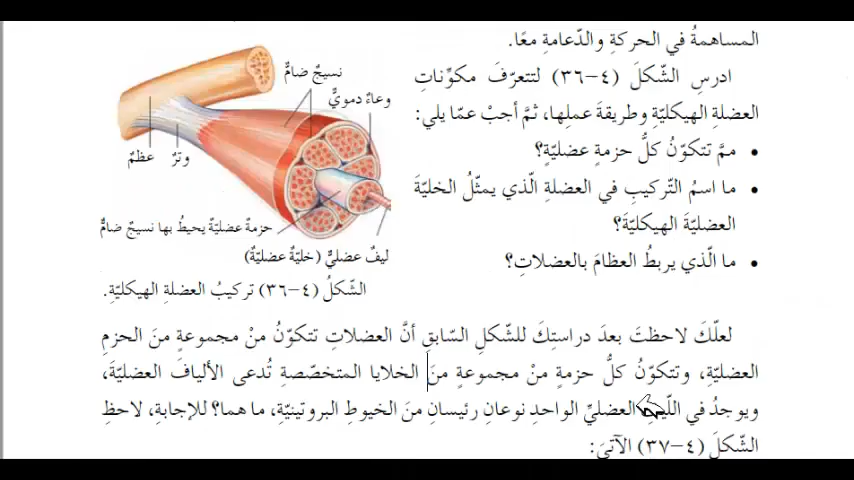 المساهمةُ في الحركةِ والدّعامةِ معًا.
ادرسِ الشّكلَ (٤-٣٦) لتتعرّفَ مكوّناتِ
العضلةِ الهيكليّةِ وطريقةَ عملِها، ثمَّ أجبْ عمّا يلي:
• ممَّ تتكوّنُ كلُّ حزمةٍ عضليّةٍ؟
• ما اسمُ التّركيبِ في العضلةِ الّذي يمثّلُ الخليّةَ
العضليّةَ الهيكليّةَ؟
• ما الّذي يربطُ العظامَ بالعضلاتِ؟
نسيجٌ ضامٌّ
وعاءٌ دمويٌّ
وترٌ
عظمٌ
حزمةٌ عضليّةٌ يحيطُ بها نسيجٌ ضامٌّ
ليفٌ عضليٌّ (خليّةٌ عضليّةٌ)
الشّكلُ (٤-٣٦) تركيبُ العضلةِ الهيكليّةِ.
لعلّكَ لاحظتَ بعدَ دراستِكَ للشّكلِ السّابقِ أنَّ العضلاتِ تتكوّنُ منْ مجموعةٍ منَ الحزمِ
العضليّةِ، وتتكوّنُ كلُّ حزمةٍ منْ مجموعةٍ منَ الخلايا المتخصّصةِ تُدعى الأليافَ العضليّةَ،
ويوجدُ في العضليِّ الواحدِ نوعانِ رئيسانِ منَ الخيوطِ البروتينيّةِ، ما هما؟ للإجابةِ، لاحظِ
الشّكلَ (٤-٣٧) الآتيَ: